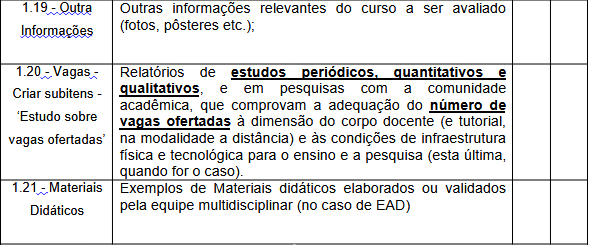 1.19 - Outra
Informações
Outras informações relevantes do curso a ser avaliado
(fotos, pôsteres etc.);
1.20 - Vagas -
Criar subitens -
‘Estudo sobre
vagas ofertadas’
Relatórios de estudos periódicos, quantitativos e
qualitativos, e em pesquisas com a comunidade
acadêmica, que comprovam a adequação do número de
vagas ofertadas à dimensão do corpo docente (e tutorial,
na modalidade a distância) e às condições de infraestrutura
física e tecnológica para o ensino e a pesquisa (esta última,
quando for o caso).
1.21 - Materiais
Didáticos
Exemplos de Materiais didáticos elaborados ou validados
pela equipe multidisciplinar (no caso de EAD)